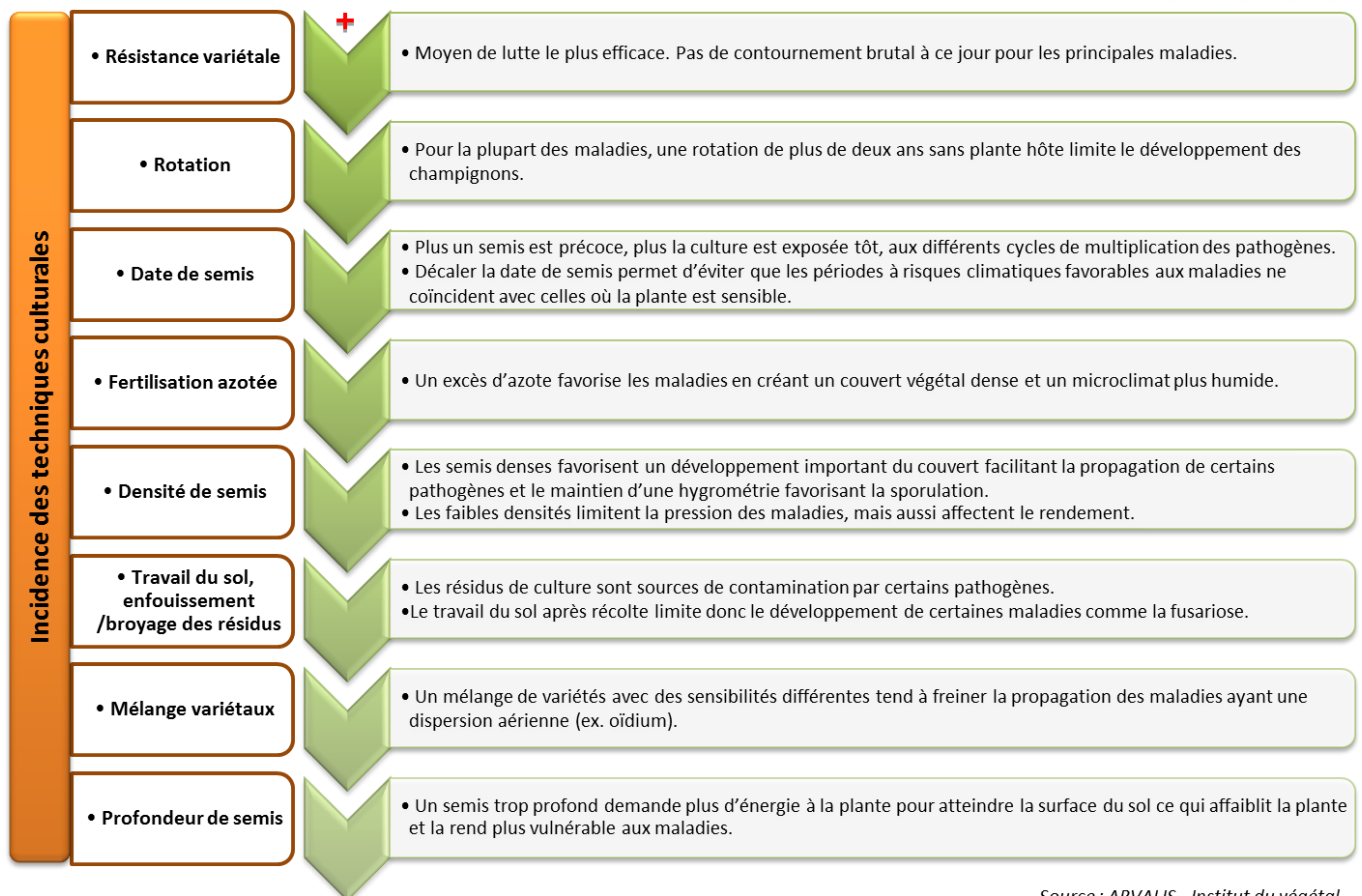 Incidence des techniques culturales
+
• Résistance variétale
• Moyen de lutte le plus efficace. Pas de contournement brutal à ce jour pour les principales maladies.
• Rotation
• Pour la plupart des maladies, une rotation de plus de deux ans sans plante hôte limite le développement des
champignons.
• Date de semis
• Plus un semis est précoce, plus la culture est exposée tôt, aux différents cycles de multiplication des pathogènes.
• Décaler la date de semis permet d’éviter que les périodes à risques climatiques favorables aux maladies ne
coïncident avec celles où la plante est sensible.
• Fertilisation azotée
• Un excès d’azote favorise les maladies en créant un couvert végétal dense et un microclimat plus humide.
• Densité de semis
• Les semis denses favorisent un développement important du couvert facilitant la propagation de certains
pathogènes et le maintien d’une hygrométrie favorisant la sporulation.
• Les faibles densités limitent la pression des maladies, mais aussi affectent le rendement.
• Travail du sol,
enfouissement
/broyage des résidus
• Les résidus de culture sont sources de contamination par certains pathogènes.
•Le travail du sol après récolte limite donc le développement de certaines maladies comme la fusariose.
• Mélange variétaux
• Un mélange de variétés avec des sensibilités différentes tend à freiner la propagation des maladies ayant une
dispersion aérienne (ex. oïdium).
• Profondeur de semis
• Un semis trop profond demande plus d’énergie à la plante pour atteindre la surface du sol ce qui affaiblit la plante
et la rend plus vulnérable aux maladies.
Source : ARVALIS - Institut du végétal